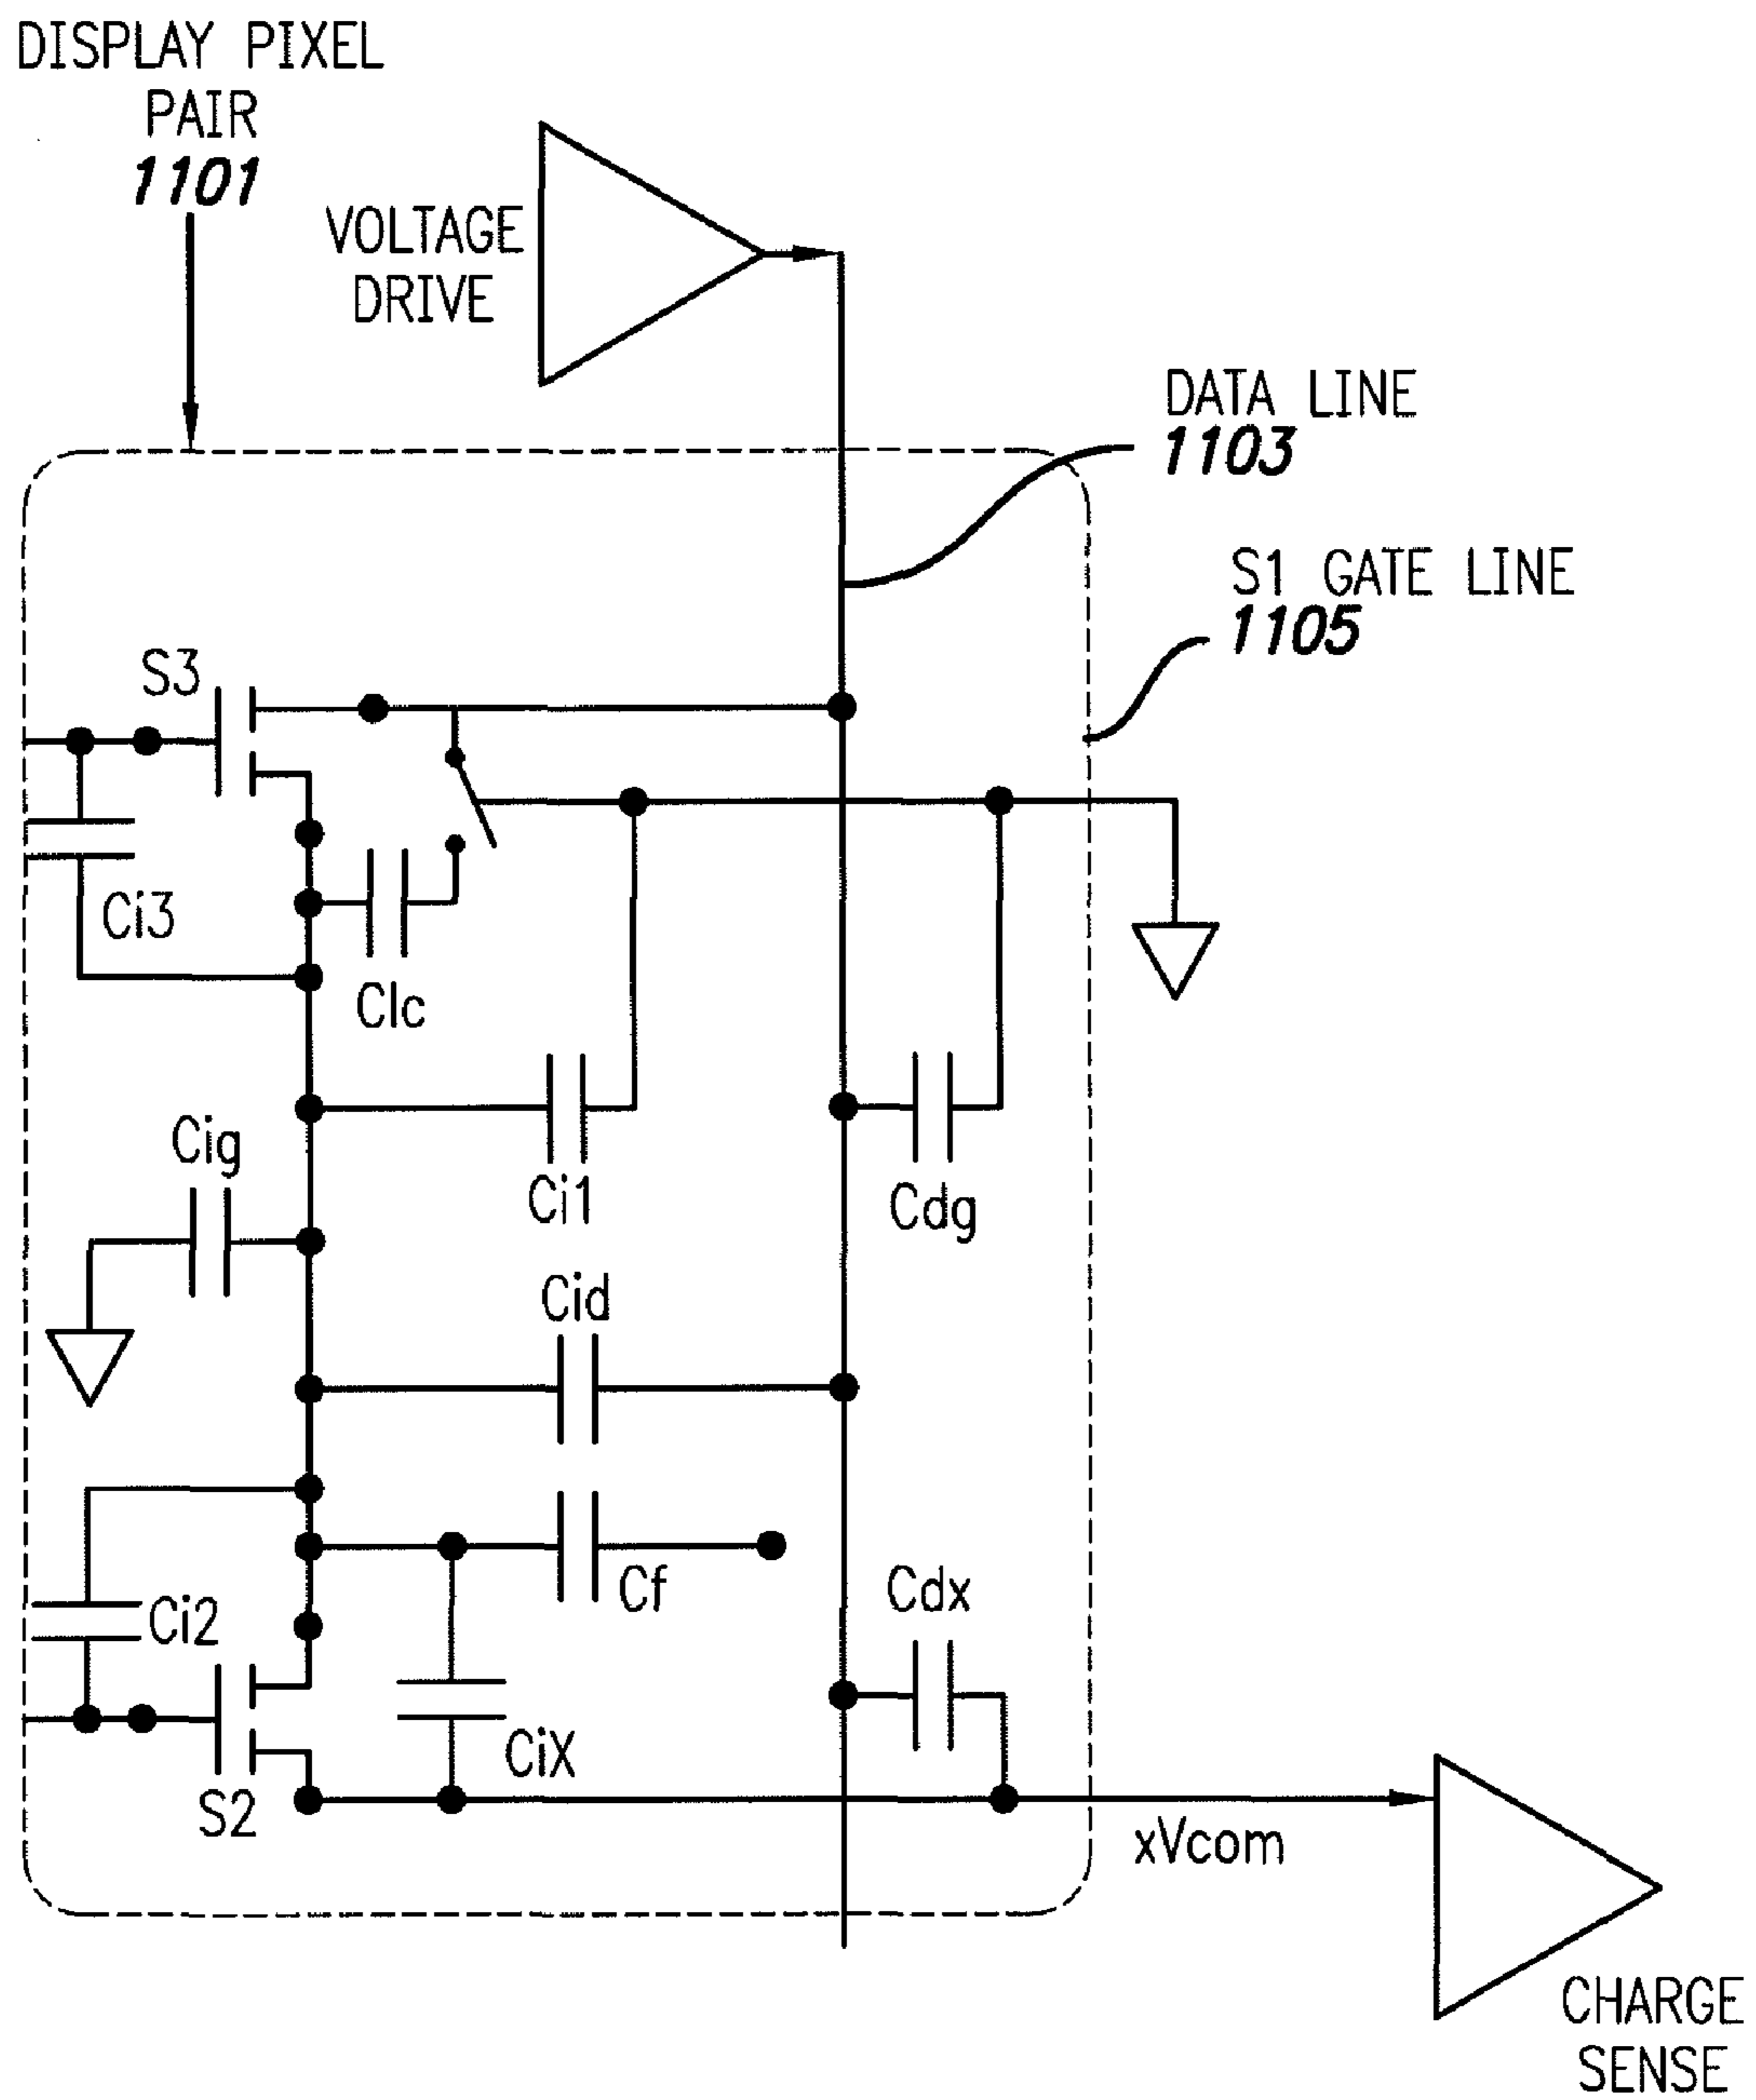 DISPLAY PIXEL
PAIR
1101
VOLTAGE
DRIVE
DATA LINE
1103
S1 GATE LINE
1105
S3
Ci3
Clc
Cig
Ci1
Cdg
Cid
Cf
Cdx
Ci2
CiX
S2
xVcom
CHARGE
SENSE